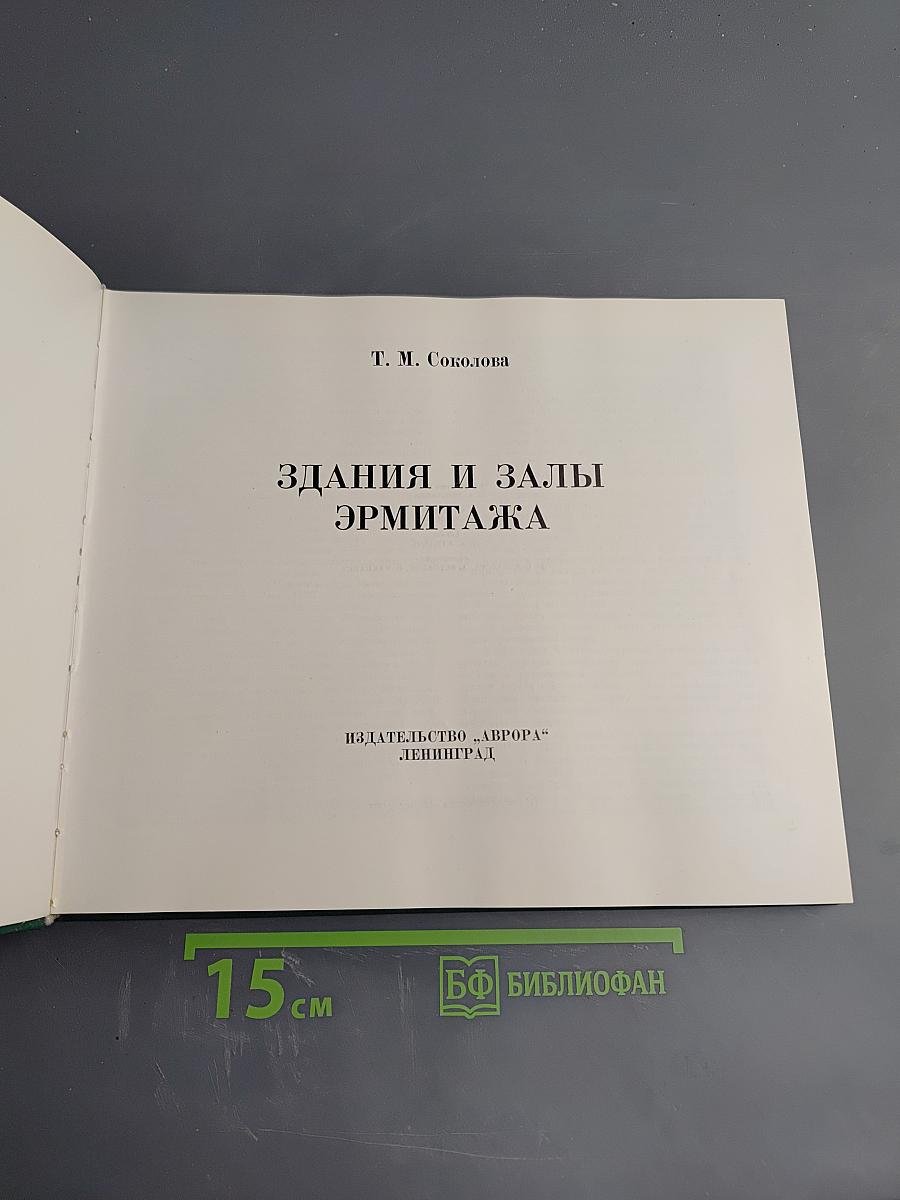 Т. М. Соколова
ЗДАНИЯ И ЗАЛЫ
ЭРМИТАЖА
ИЗДАТЕЛЬСТВО „АВРОРА“
ЛЕНИНГРАД
15 см
БФ БИБЛИОФАН